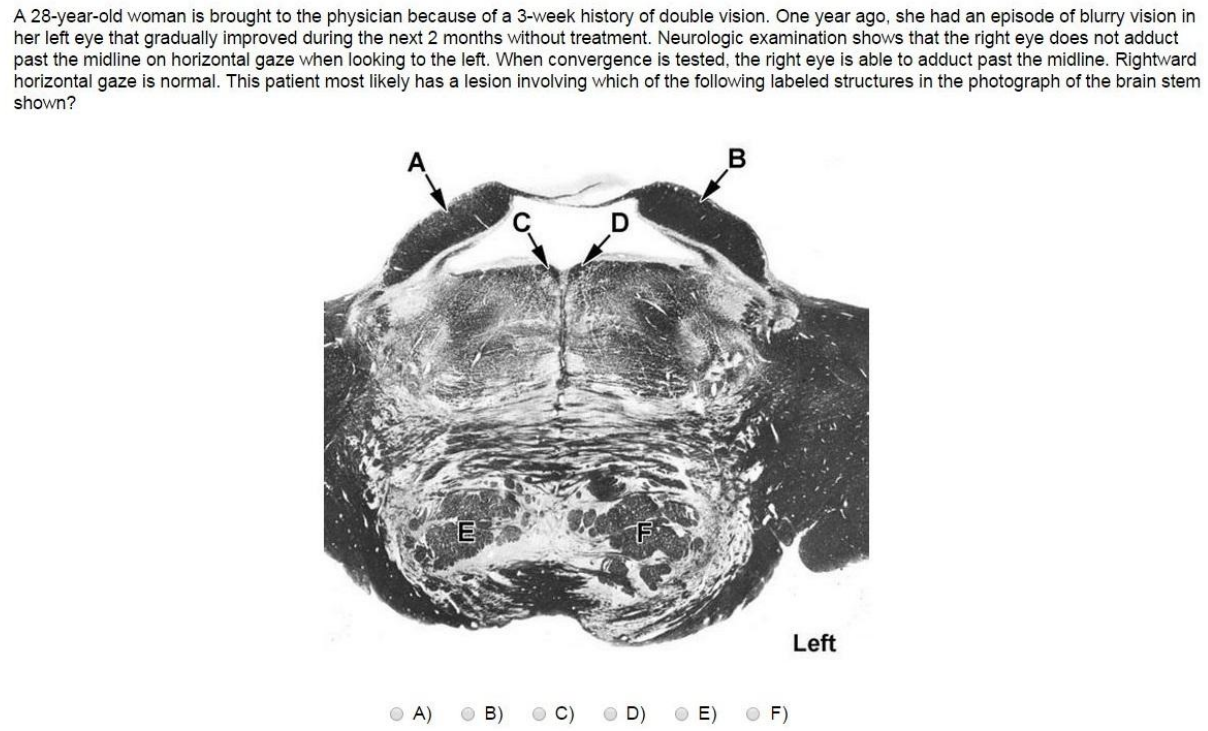 A 28-year-old woman is brought to the physician because of a 3-week history of double vision. One year ago, she had an episode of blurry vision in
her left eye that gradually improved during the next 2 months without treatment. Neurologic examination shows that the right eye does not adduct
past the midline on horizontal gaze when looking to the left. When convergence is tested, the right eye is able to adduct past the midline. Rightward
horizontal gaze is normal. This patient most likely has a lesion involving which of the following labeled structures in the photograph of the brain stem
shown?
A B
C D
E F
Left
A) B) C) D) E) F)